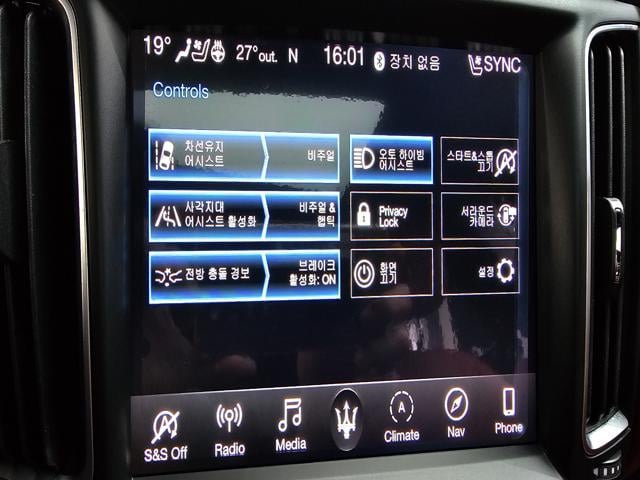 19° 27°out. N 16:01 장치 없음 SYNC
Controls
차선유지
어시스트
비주얼
오토 하이빔
어시스트
스타트&스톱
끄기
사각지대
어시스트 활성화
비주얼 &
햅틱
Privacy
Lock
서라운드
카메라
전방 충돌 경보
브레이크
활성화: ON
화면
끄기
설정
S&S Off Radio Media A Climate Nav Phone